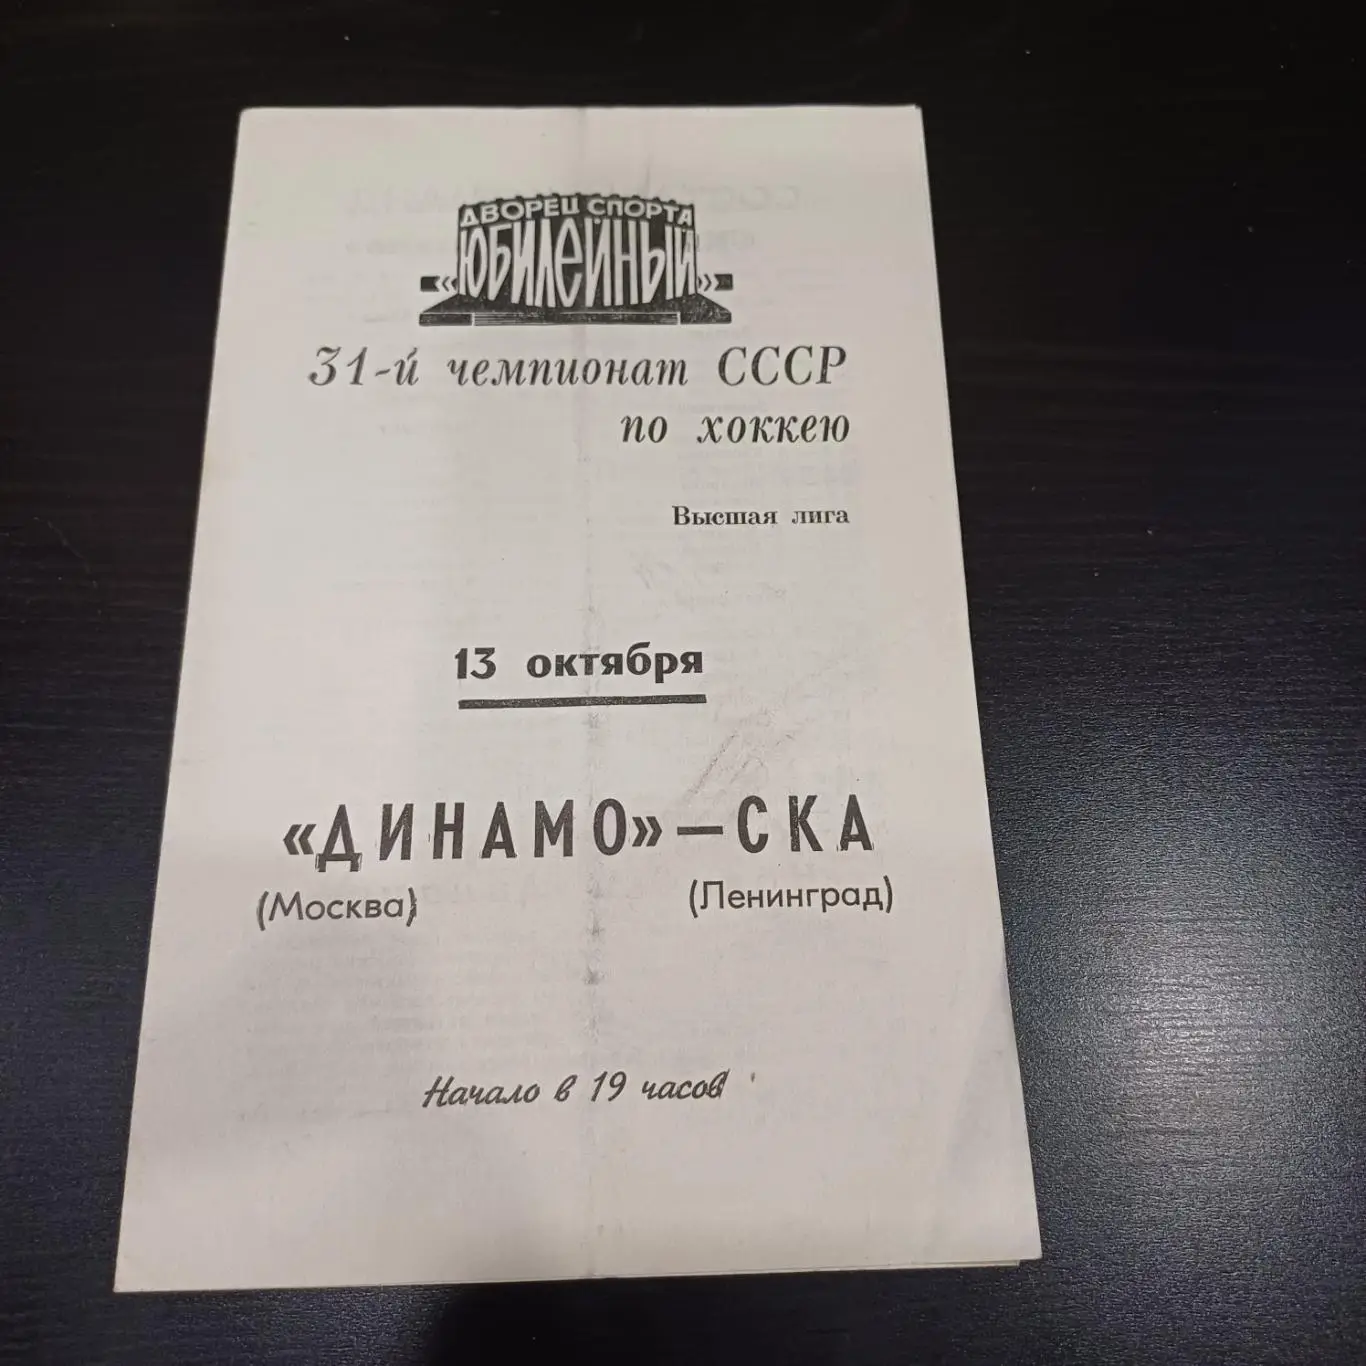 ДВОРЕЦ СПОРТА
«ЮБИЛЕЙНЫЙ»
31-й чемпионат СССР
по хоккею
Высшая лига
13 октября
«ДИНАМО» — СКА
(Москва) (Ленинград)
Начало в 19 часов